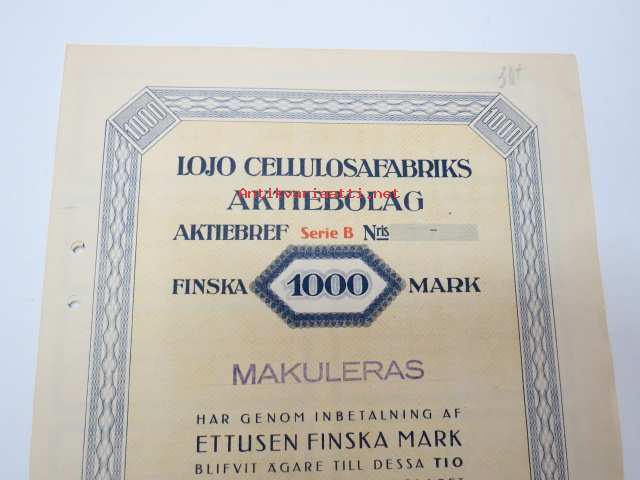 1000
1000
LOJO CELLULOSAFABRIKS
Antikvariaatti.net
AKTIEBOLAG
AKTIEBREF Serie B Nris –
FINSKA 1000 MARK
MAKULERAS
HAR GENOM INBETALNING AF
ETTUSEN FINSKA MARK
BLIFVIT ÄGARE TILL DESSA TIO